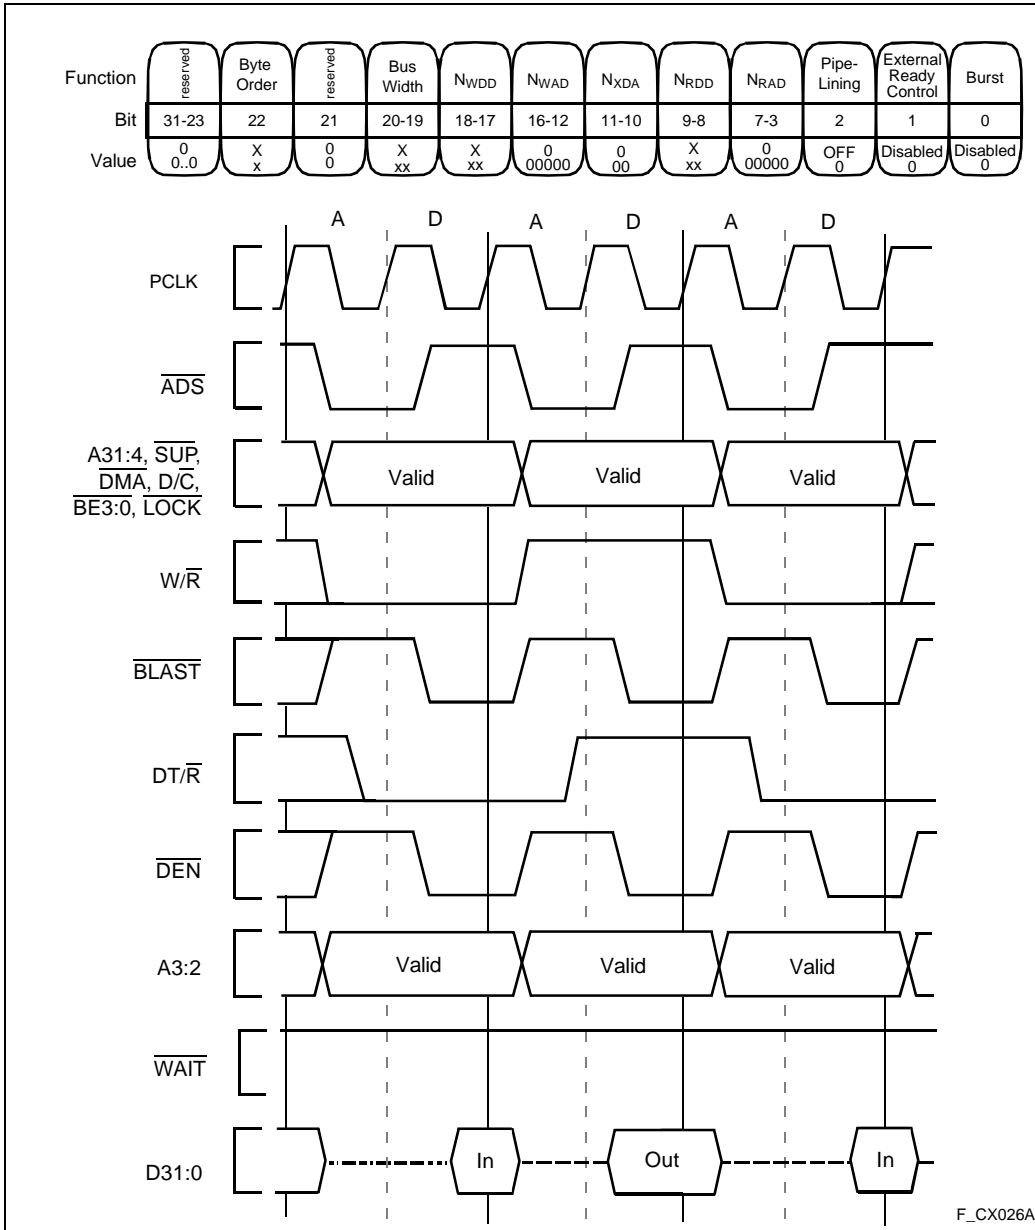 Function reserved Byte Order reserved Bus Width NWDD NWAD NXDA NRDD NRAD Pipe-Lining External Ready Control Burst
Bit 31-23 22 21 20-19 18-17 16-12 11-10 9-8 7-3 2 1 0
Value 0 X 0 X X 0 0 X 0 OFF Disabled Disabled
0..0 x 0 xx xx 00000 00 xx 00000 0 0 0
A D A D A D
PCLK
ADS
A31:4, SUP,
DMA, D/C,
BE3:0, LOCK
Valid Valid Valid
W/R
BLAST
DT/R
DEN
A3:2 Valid Valid Valid
WAIT
D31:0 In Out In
F_CX026A